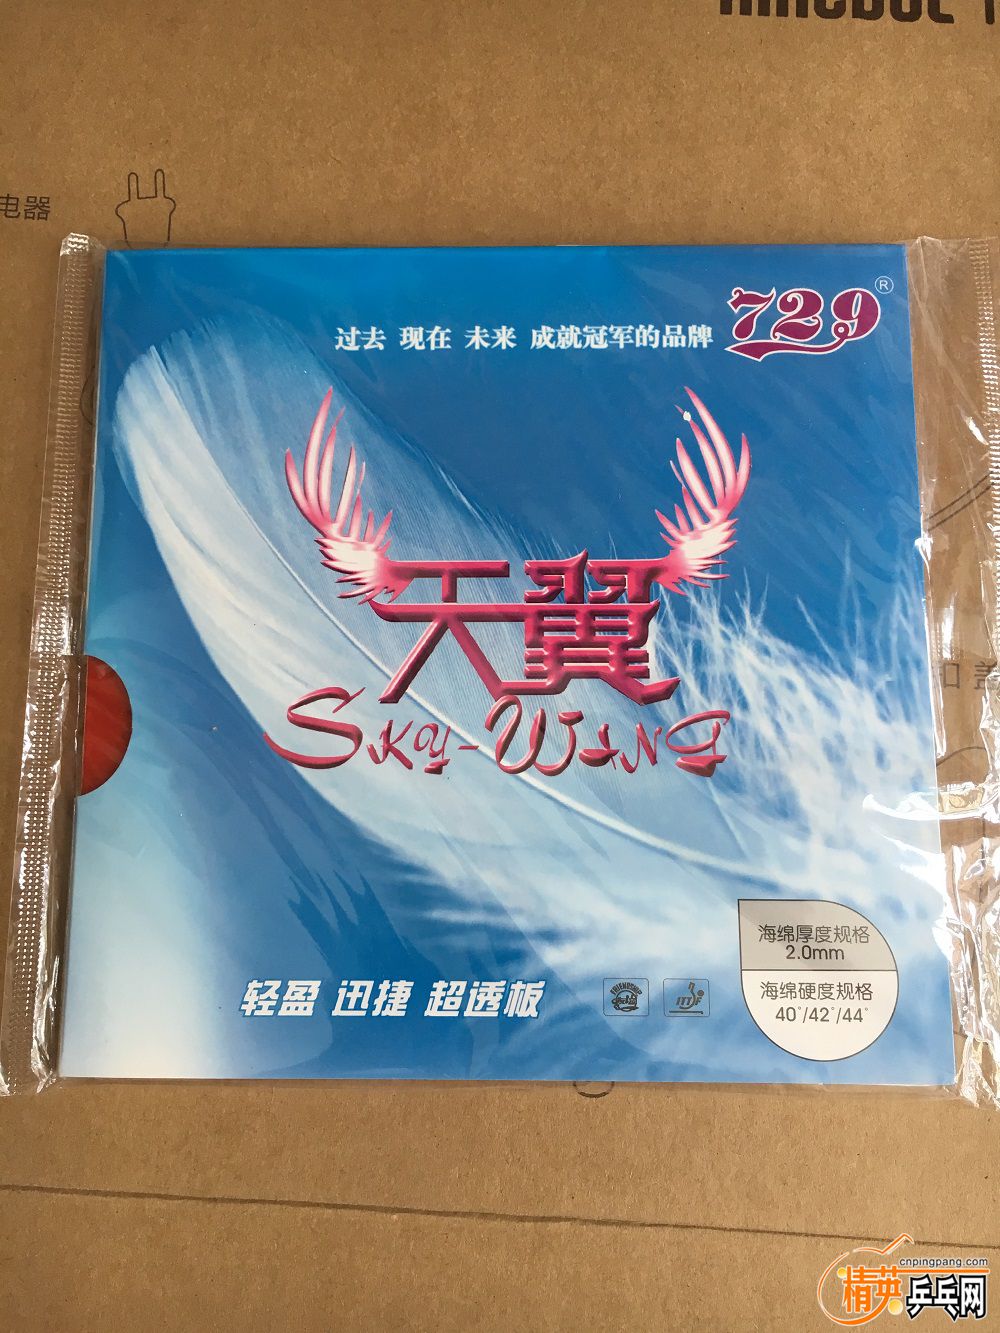 电器
729®
过去 现在 未来 成就冠军的品牌
天翼
SKY-WING
海绵厚度规格
2.0mm
海绵硬度规格
40°/42°/44°
轻盈 迅捷 超透板
FRIENDSHIP
ITTF
cnpingpang.com
精英乒乓网